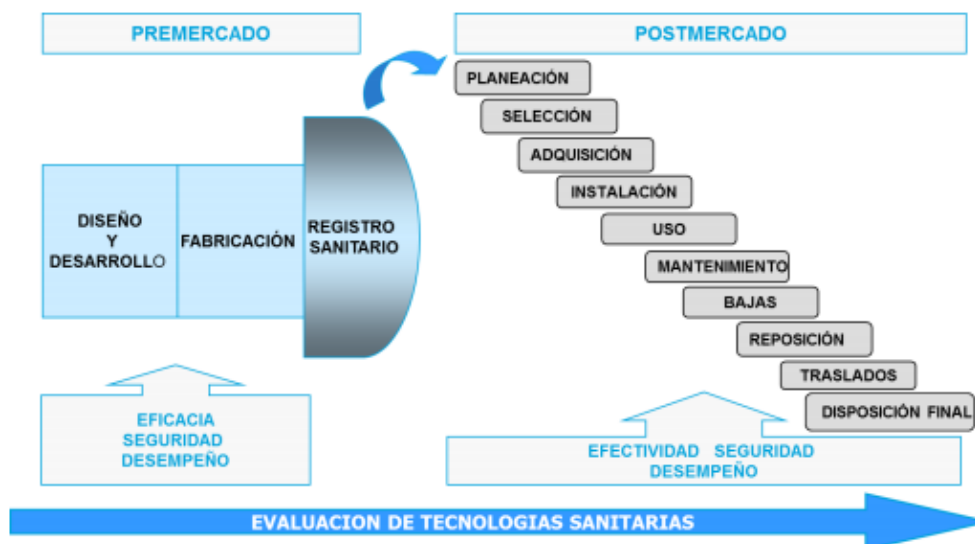 PREMERCADO
POSTMERCADO
PLANEACIÓN
SELECCIÓN
ADQUISICIÓN
INSTALACIÓN
USO
MANTENIMIENTO
BAJAS
REPOSICIÓN
TRASLADOS
DISPOSICIÓN FINAL
DISEÑO
Y
DESARROLLO
FABRICACIÓN
REGISTRO
SANITARIO
EFICACIA
SEGURIDAD
DESEMPEÑO
EFECTIVIDAD SEGURIDAD
DESEMPEÑO
EVALUACION DE TECNOLOGIAS SANITARIAS